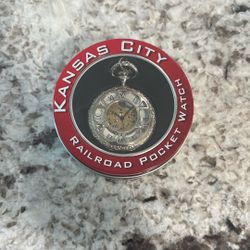 KANSAS CITY
RAILROAD POCKET WATCH